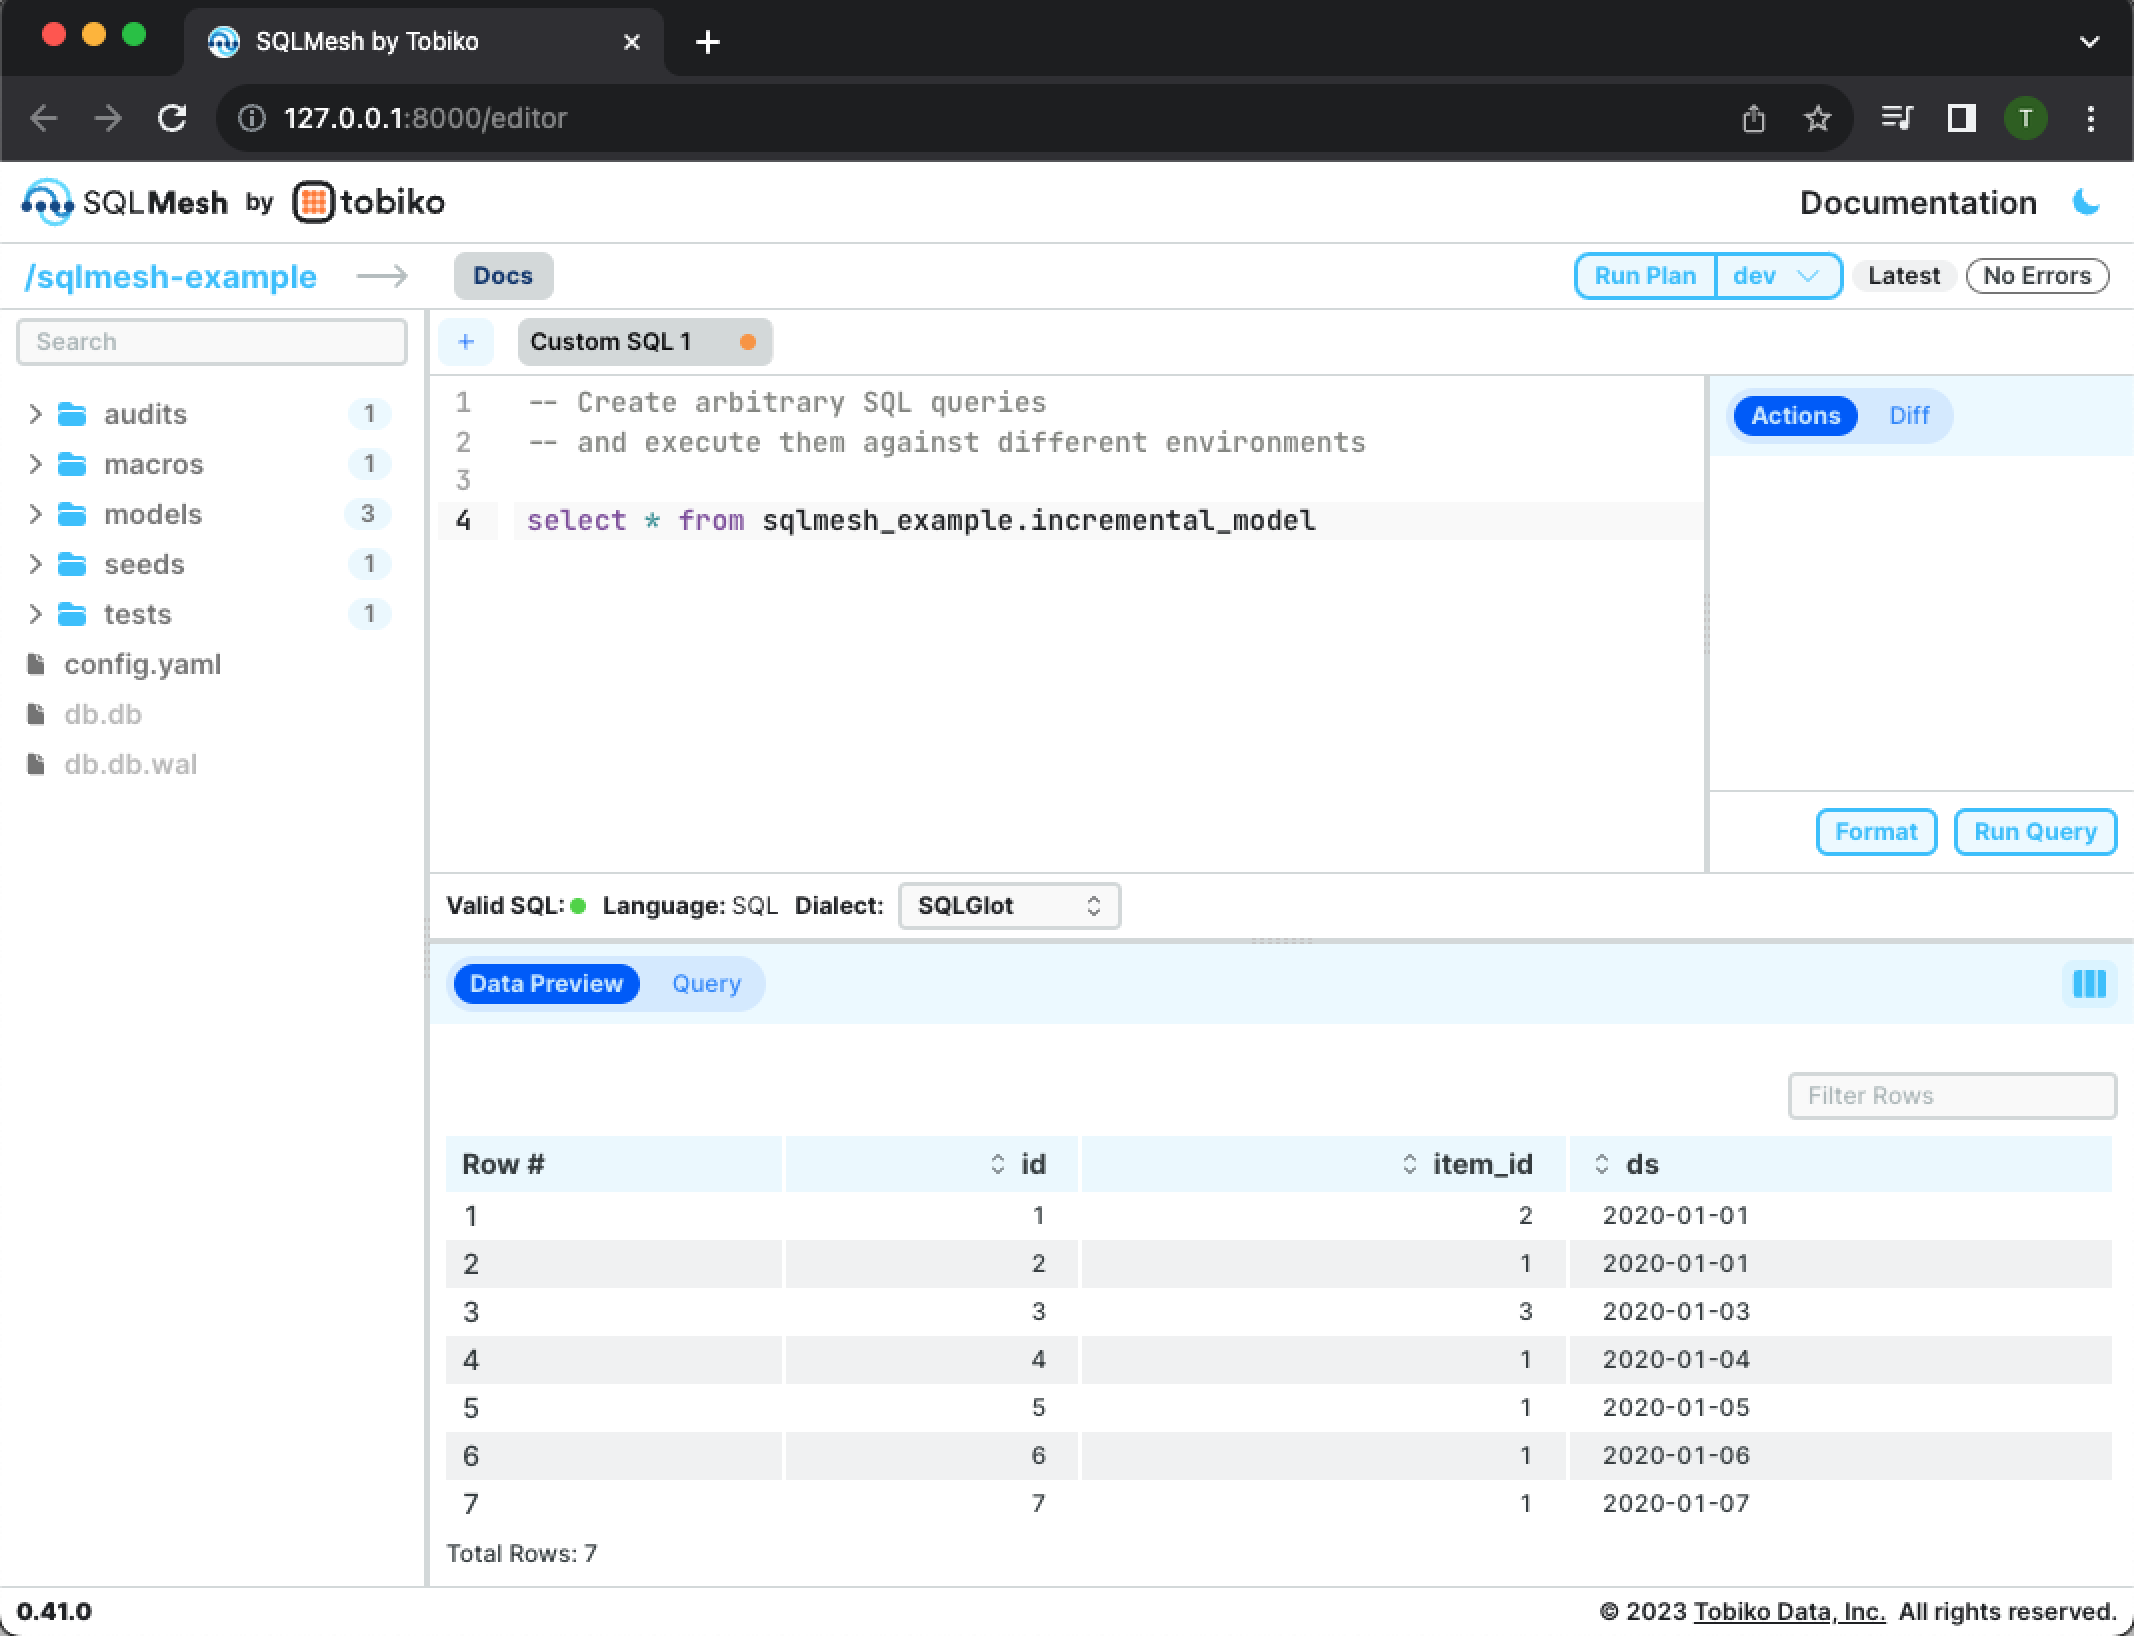 SQLMesh by Tobiko
127.0.0.1:8000/editor
T
SQLMesh by tobiko
Documentation
/sqlmesh-example
Docs
Run Plan
dev
Latest
No Errors
Search
+
Custom SQL 1
audits 1
macros 1
models 3
seeds 1
tests 1
config.yaml
db.db
db.db.wal
1 -- Create arbitrary SQL queries
2 -- and execute them against different environments
3
4 select * from sqlmesh_example.incremental_model
Actions
Diff
Format
Run Query
Valid SQL: Language: SQL Dialect: SQLGlot
Data Preview
Query
Filter Rows
Row # id item_id ds
1 1 2 2020-01-01
2 2 1 2020-01-01
3 3 3 2020-01-03
4 4 1 2020-01-04
5 5 1 2020-01-05
6 6 1 2020-01-06
7 7 1 2020-01-07
Total Rows: 7
0.41.0
© 2023 Tobiko Data, Inc. All rights reserved.